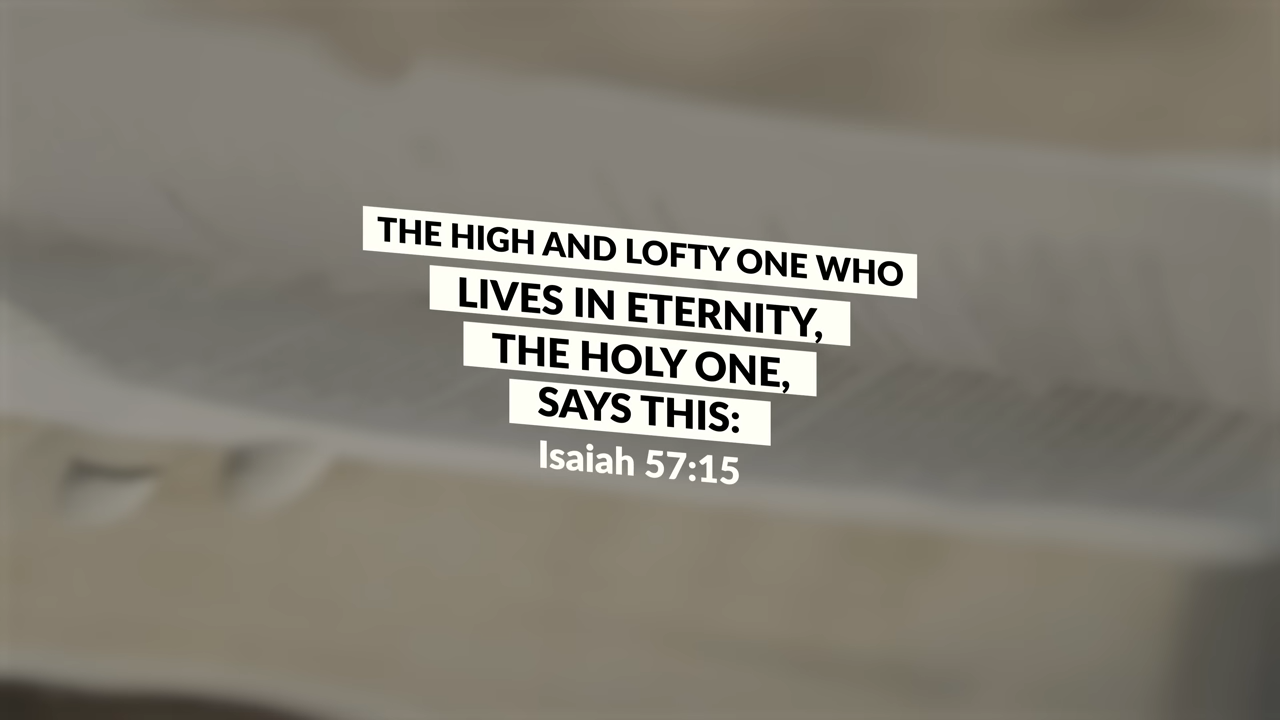 THE HIGH AND LOFTY ONE WHO
LIVES IN ETERNITY,
THE HOLY ONE,
SAYS THIS:
Isaiah 57:15